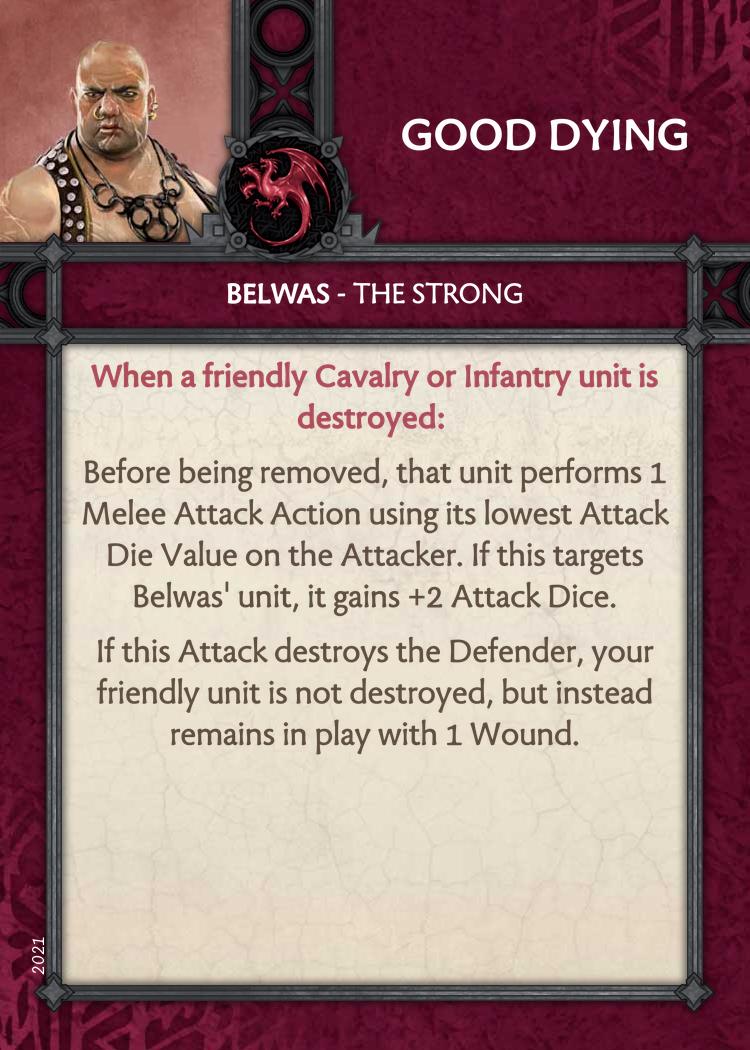 GOOD DYING
BELWAS - THE STRONG
When a friendly Cavalry or Infantry unit is
destroyed:
Before being removed, that unit performs 1
Melee Attack Action using its lowest Attack
Die Value on the Attacker. If this targets
Belwas' unit, it gains +2 Attack Dice.
If this Attack destroys the Defender, your
friendly unit is not destroyed, but instead
remains in play with 1 Wound.
2021